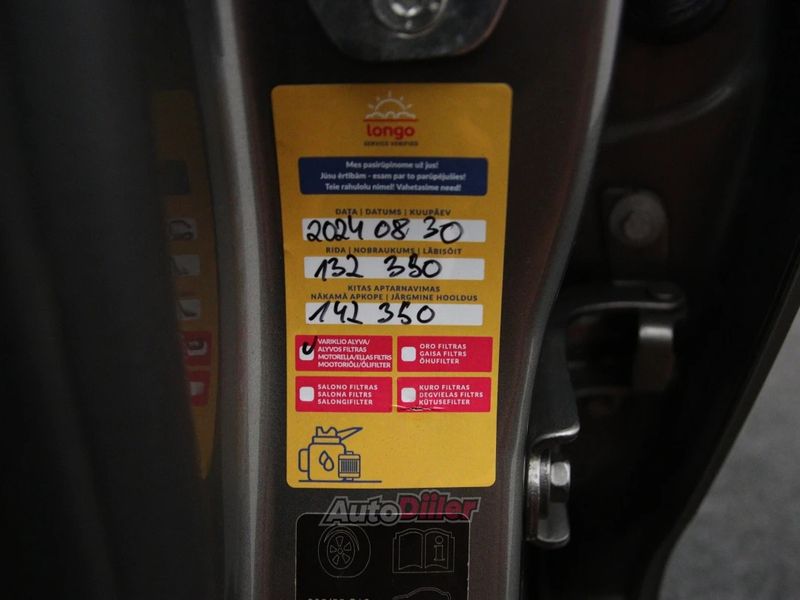 longo
SERVICE VERIFIED
Mes pasirūpinome už jus!
Jūsu ērtībām - esam par to parūpējušies!
Teie rahulolu nimel! Vahetasime need!
DATA | DATUMS | KUUPÄEV
2024 08 30
RIDA | NOBRAUKUMS | LÄBISÕIT
132 350
KITAS APTARNAVIMAS
NĀKAMĀ APKOPE | JÄRGMINE HOOLDUS
142 350
VARIKLIO ALYVA/
ALYVOS FILTRAS
MOTORELLA/EĻĻAS FILTRS
MOOTORIÕLI/ÕLIFILTER
ORO FILTRAS
GAISA FILTRS
ÕHUFILTER
SALONO FILTRAS
SALONA FILTRS
SALONGIFILTER
KURO FILTRAS
DEGVIELAS FILTRS
KÜTUSEFILTER
AutoDiiler